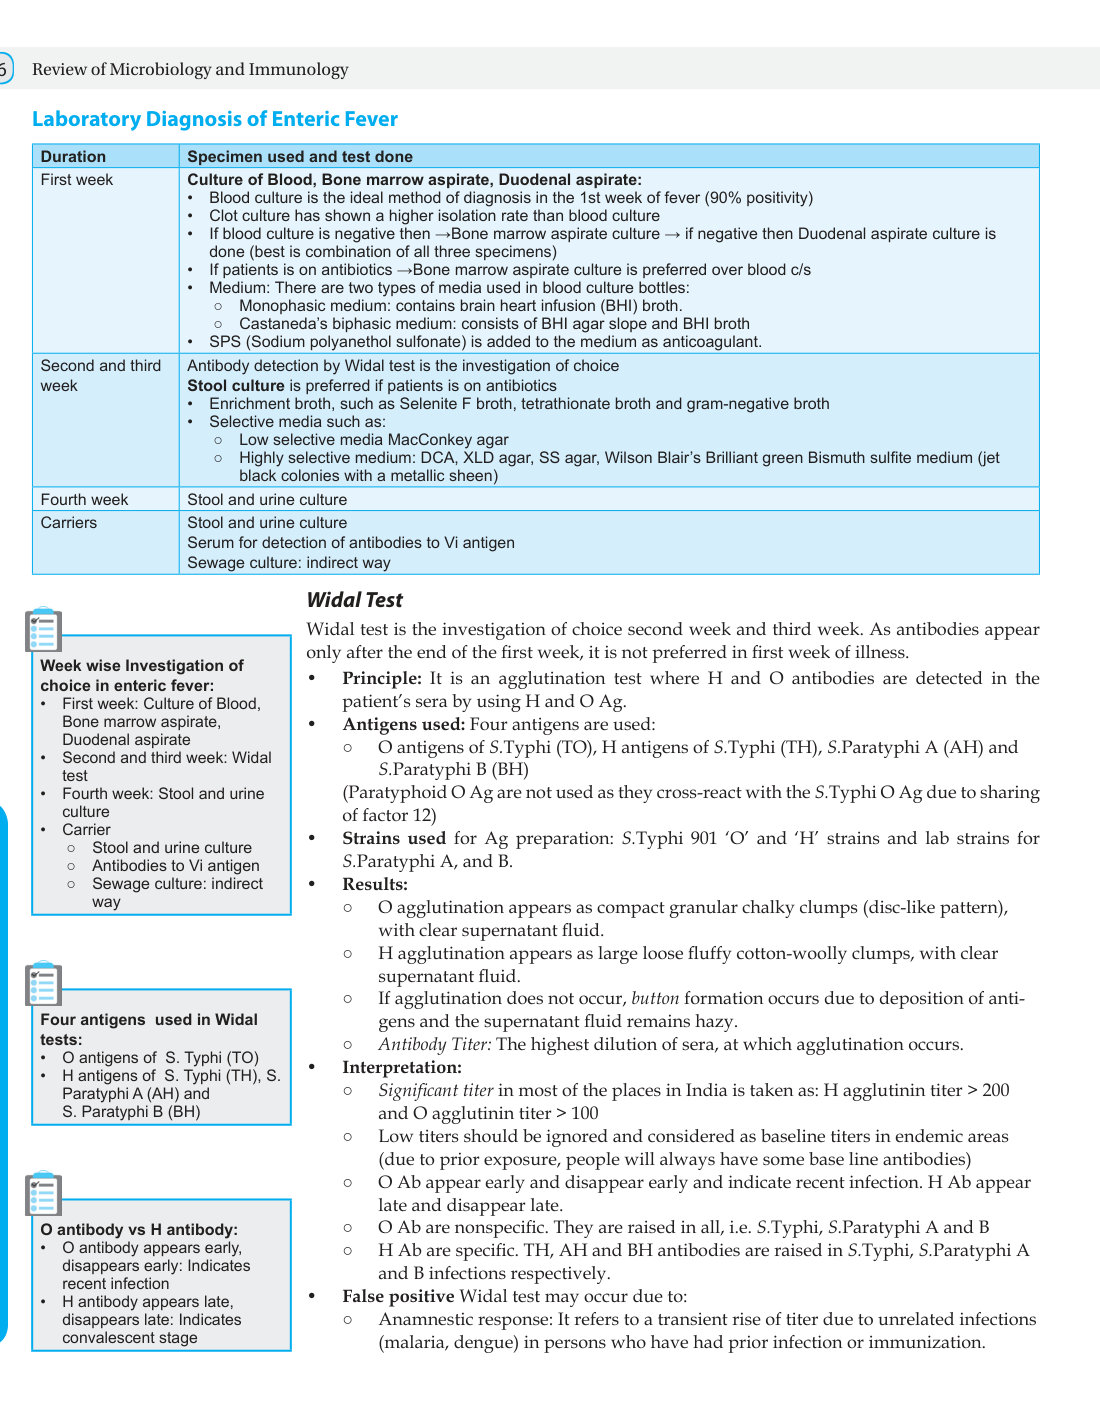 6 Review of Microbiology and Immunology
Laboratory Diagnosis of Enteric Fever
Duration Specimen used and test done
First week Culture of Blood, Bone marrow aspirate, Duodenal aspirate:
• Blood culture is the ideal method of diagnosis in the 1st week of fever (90% positivity)
• Clot culture has shown a higher isolation rate than blood culture
• If blood culture is negative then →Bone marrow aspirate culture → if negative then Duodenal aspirate culture is
done (best is combination of all three specimens)
• If patients is on antibiotics →Bone marrow aspirate culture is preferred over blood c/s
• Medium: There are two types of media used in blood culture bottles:
○ Monophasic medium: contains brain heart infusion (BHI) broth.
○ Castaneda's biphasic medium: consists of BHI agar slope and BHI broth
• SPS (Sodium polyanethol sulfonate) is added to the medium as anticoagulant.
Second and third Antibody detection by Widal test is the investigation of choice
week Stool culture is preferred if patients is on antibiotics
• Enrichment broth, such as Selenite F broth, tetrathionate broth and gram-negative broth
• Selective media such as:
○ Low selective media MacConkey agar
○ Highly selective medium: DCA, XLD agar, SS agar, Wilson Blair's Brilliant green Bismuth sulfite medium (jet
black colonies with a metallic sheen)
Fourth week Stool and urine culture
Carriers Stool and urine culture
Serum for detection of antibodies to Vi antigen
Sewage culture: indirect way
Week wise Investigation of
choice in enteric fever:
• First week: Culture of Blood,
Bone marrow aspirate,
Duodenal aspirate
• Second and third week: Widal
test
• Fourth week: Stool and urine
culture
• Carrier
○ Stool and urine culture
○ Antibodies to Vi antigen
○ Sewage culture: indirect
way
Four antigens used in Widal
tests:
• O antigens of S. Typhi (TO)
• H antigens of S. Typhi (TH), S.
Paratyphi A (AH) and
S. Paratyphi B (BH)
O antibody vs H antibody:
• O antibody appears early,
disappears early: Indicates
recent infection
• H antibody appears late,
disappears late: Indicates
convalescent stage
Widal Test
Widal test is the investigation of choice second week and third week. As antibodies appear
only after the end of the first week, it is not preferred in first week of illness.
• Principle: It is an agglutination test where H and O antibodies are detected in the
patient's sera by using H and O Ag.
• Antigens used: Four antigens are used:
○ O antigens of S.Typhi (TO), H antigens of S.Typhi (TH), S.Paratyphi A (AH) and
S.Paratyphi B (BH)
(Paratyphoid O Ag are not used as they cross-react with the S.Typhi O Ag due to sharing
of factor 12)
• Strains used for Ag preparation: S.Typhi 901 'O' and 'H' strains and lab strains for
S.Paratyphi A, and B.
• Results:
○ O agglutination appears as compact granular chalky clumps (disc-like pattern),
with clear supernatant fluid.
○ H agglutination appears as large loose fluffy cotton-woolly clumps, with clear
supernatant fluid.
○ If agglutination does not occur, button formation occurs due to deposition of anti-
gens and the supernatant fluid remains hazy.
○ Antibody Titer: The highest dilution of sera, at which agglutination occurs.
• Interpretation:
○ Significant titer in most of the places in India is taken as: H agglutinin titer > 200
and O agglutinin titer > 100
○ Low titers should be ignored and considered as baseline titers in endemic areas
(due to prior exposure, people will always have some base line antibodies)
○ O Ab appear early and disappear early and indicate recent infection. H Ab appear
late and disappear late.
○ O Ab are nonspecific. They are raised in all, i.e. S.Typhi, S.Paratyphi A and B
○ H Ab are specific. TH, AH and BH antibodies are raised in S.Typhi, S.Paratyphi A
and B infections respectively.
• False positive Widal test may occur due to:
○ Anamnestic response: It refers to a transient rise of titer due to unrelated infections
(malaria, dengue) in persons who have had prior infection or immunization.